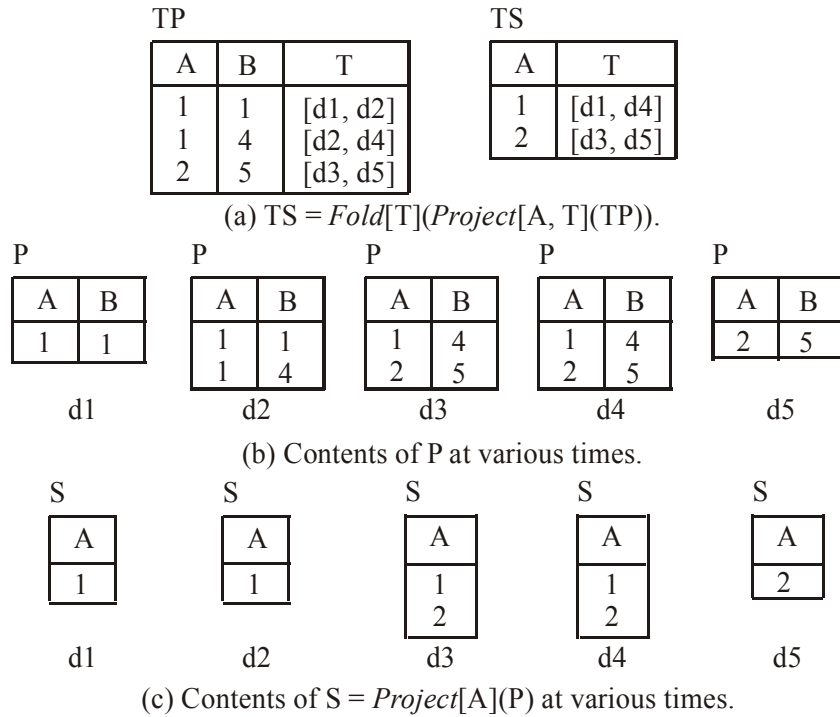 TP TS
A B T A T
1 1 [d1, d2] 1 [d1, d4]
1 4 [d2, d4] 2 [d3, d5]
2 5 [d3, d5]
(a) TS = Fold[T](Project[A, T](TP)).
P P P P P
A B A B A B A B A B
1 1 1 1 1 4 1 4 2 5
1 4 2 5 2 5
d1 d2 d3 d4 d5
(b) Contents of P at various times.
S S S S S
A A A A A
1 1 1 1 2
2 2
d1 d2 d3 d4 d5
(c) Contents of S = Project[A](P) at various times.